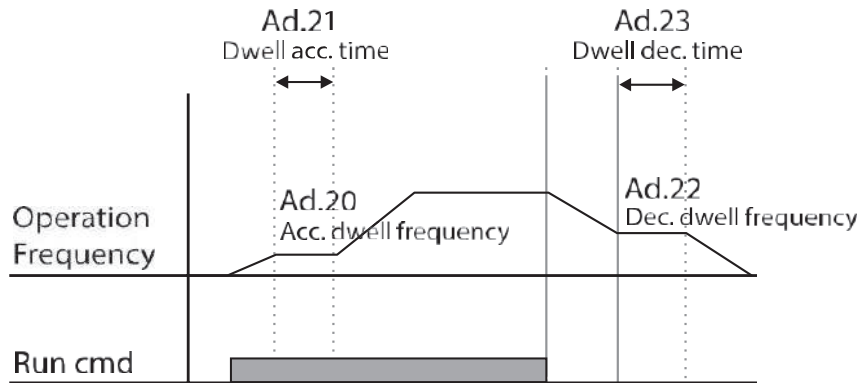 Ad.21
Dwell acc. time
Ad.23
Dwell dec. time
Ad.20
Acc. dwell frequency
Ad.22
Dec. dwell frequency
Operation
Frequency
Run cmd